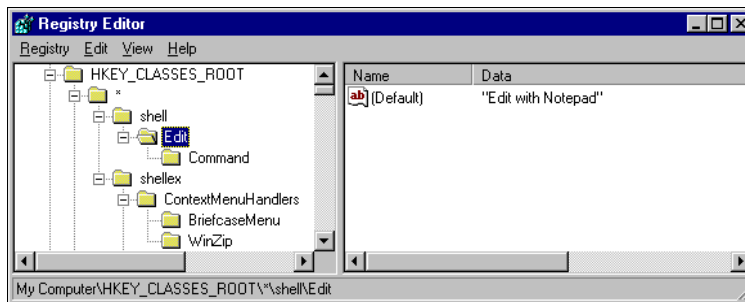 Registry Editor
Registry Edit View Help
HKEY_CLASSES_ROOT
*
shell
Edit
Command
shellex
ContextMenuHandlers
BriefcaseMenu
WinZip
Name Data
ab (Default) "Edit with Notepad"
My Computer\HKEY_CLASSES_ROOT\*\shell\Edit